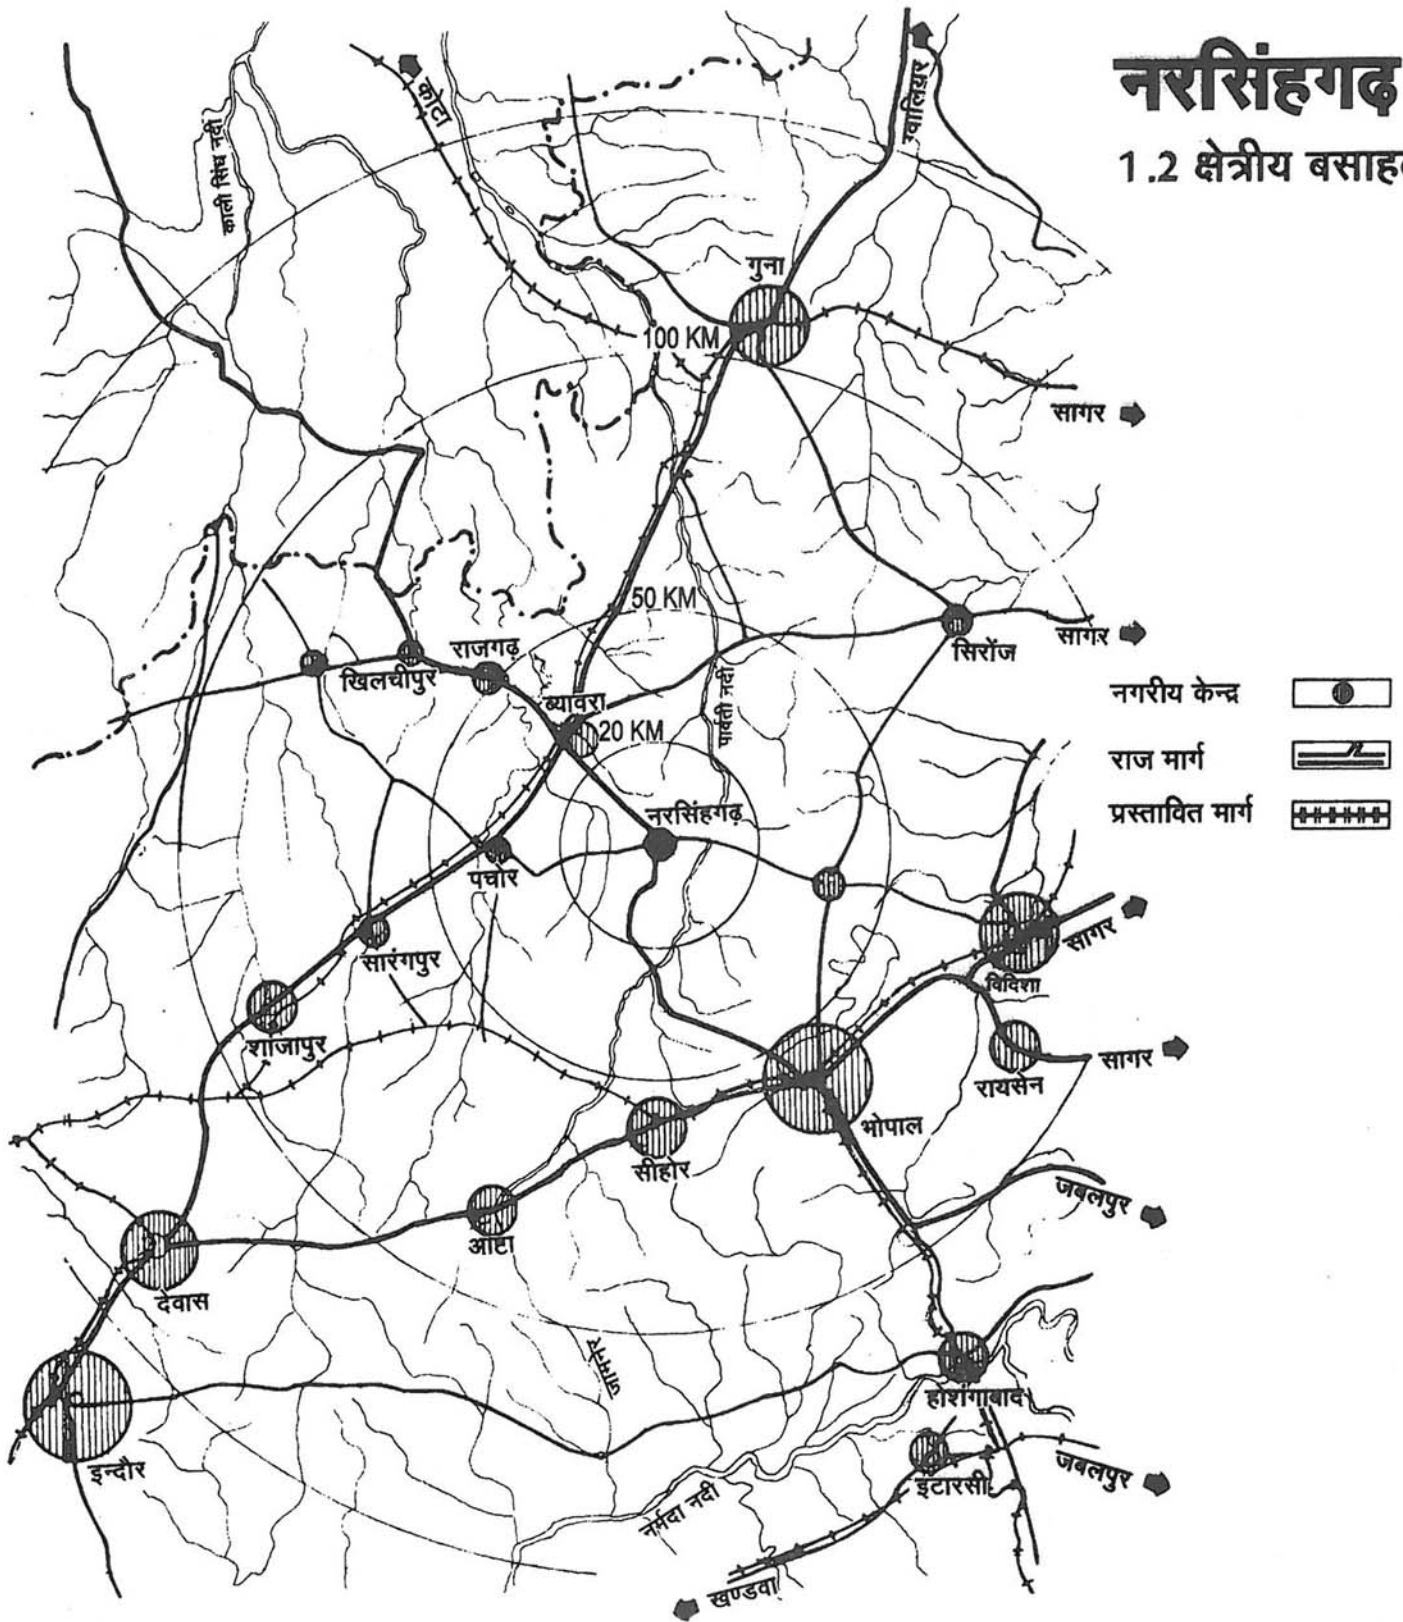 नरसिंहगढ़
1.2 क्षेत्रीय
कोटा
ग्वालियर
काली सिंध नदी
गुना
100 KM
सागर
50 KM
सिरोंज
सागर
राजगढ़
खिलचीपुर
ब्यावरा
20 KM
पार्वती नदी
नगरीय केन्द्र
राज मार्ग
प्रस्तावित मार्ग
नरसिंहगढ़
पचोर
सारंगपुर
सागर
विदिशा
शाजापुर
सागर
रायसेन
भोपाल
सीहोर
जबलपुर
आष्टा
देवास
होशंगाबाद
इन्दौर
इटारसी
जबलपुर
नर्मदा नदी
खण्डवा